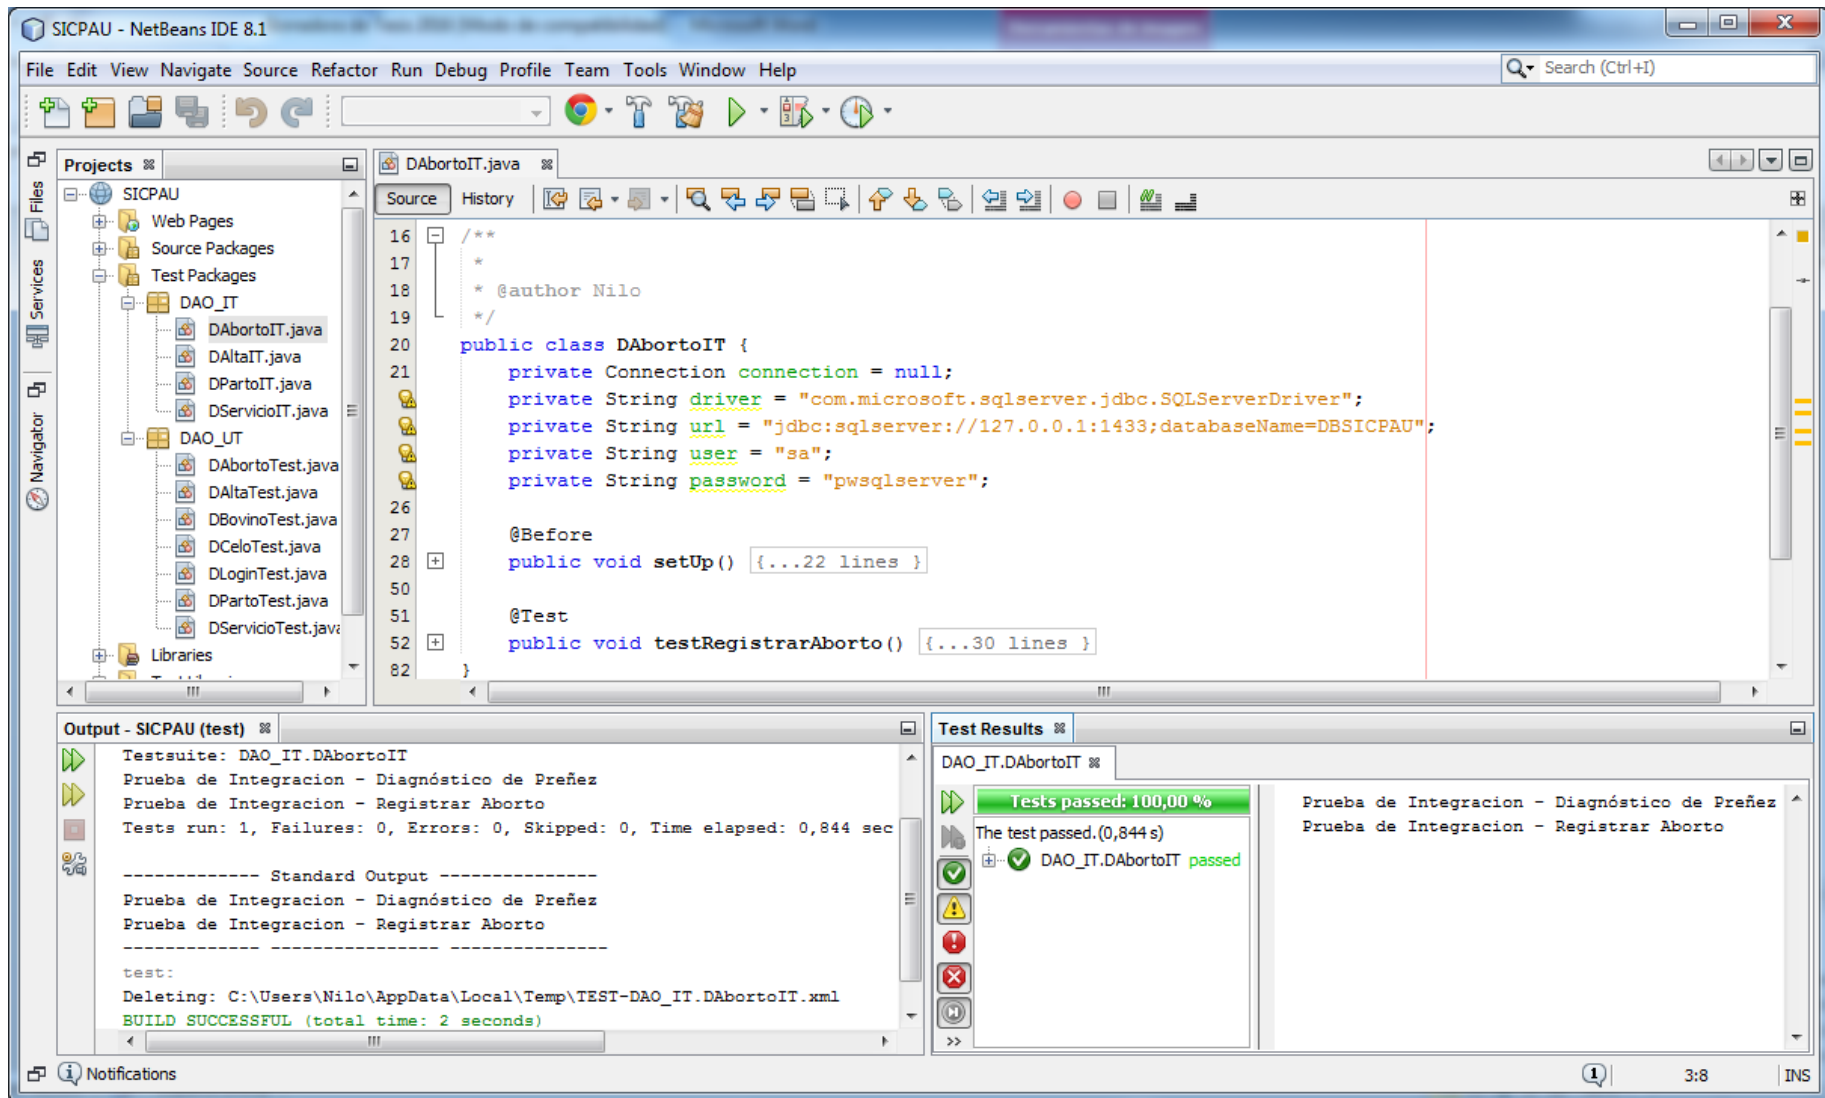 SICPAU - NetBeans IDE 8.1
File Edit View Navigate Source Refactor Run Debug Profile Team Tools Window Help
Search (Ctrl+I)
Files
Services
Navigator
Projects
SICPAU
Web Pages
Source Packages
Test Packages
DAO_IT
DAbortoIT.java
DAltaIT.java
DPartoIT.java
DServicioIT.java
DAO_UT
DAbortoTest.java
DAltaTest.java
DBovinoTest.java
DCeloTest.java
DLoginTest.java
DPartoTest.java
DServicioTest.java
Libraries
DAbortoIT.java
Source History
16 /**
17 *
18 * @author Nilo
19 */
20 public class DAbortoIT {
21 private Connection connection = null;
private String driver = "com.microsoft.sqlserver.jdbc.SQLServerDriver";
private String url = "jdbc:sqlserver://127.0.0.1:1433;databaseName=DBSICPAU";
private String user = "sa";
private String password = "pwsqlserver";
26
27 @Before
28 public void setUp() {...22 lines }
50
51 @Test
52 public void testRegistrarAborto() {...30 lines }
82 }
Output - SICPAU (test)
Testsuite: DAO_IT.DAbortoIT
Prueba de Integracion - Diagnóstico de Preñez
Prueba de Integracion - Registrar Aborto
Tests run: 1, Failures: 0, Errors: 0, Skipped: 0, Time elapsed: 0,844 sec
------------- Standard Output ---------------
Prueba de Integracion - Diagnóstico de Preñez
Prueba de Integracion - Registrar Aborto
------------- ---------------- ---------------
test:
Deleting: C:\Users\Nilo\AppData\Local\Temp\TEST-DAO_IT.DAbortoIT.xml
BUILD SUCCESSFUL (total time: 2 seconds)
Test Results
DAO_IT.DAbortoIT
Tests passed: 100,00 %
The test passed.(0,844 s)
DAO_IT.DAbortoIT passed
>>
Prueba de Integracion - Diagnóstico de Preñez
Prueba de Integracion - Registrar Aborto
Notifications
1
3:8
INS